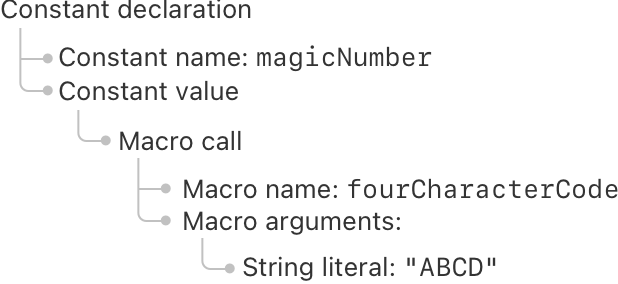 Constant declaration
Constant name: magicNumber
Constant value
Macro call
Macro name: fourCharacterCode
Macro arguments:
String literal: "ABCD"